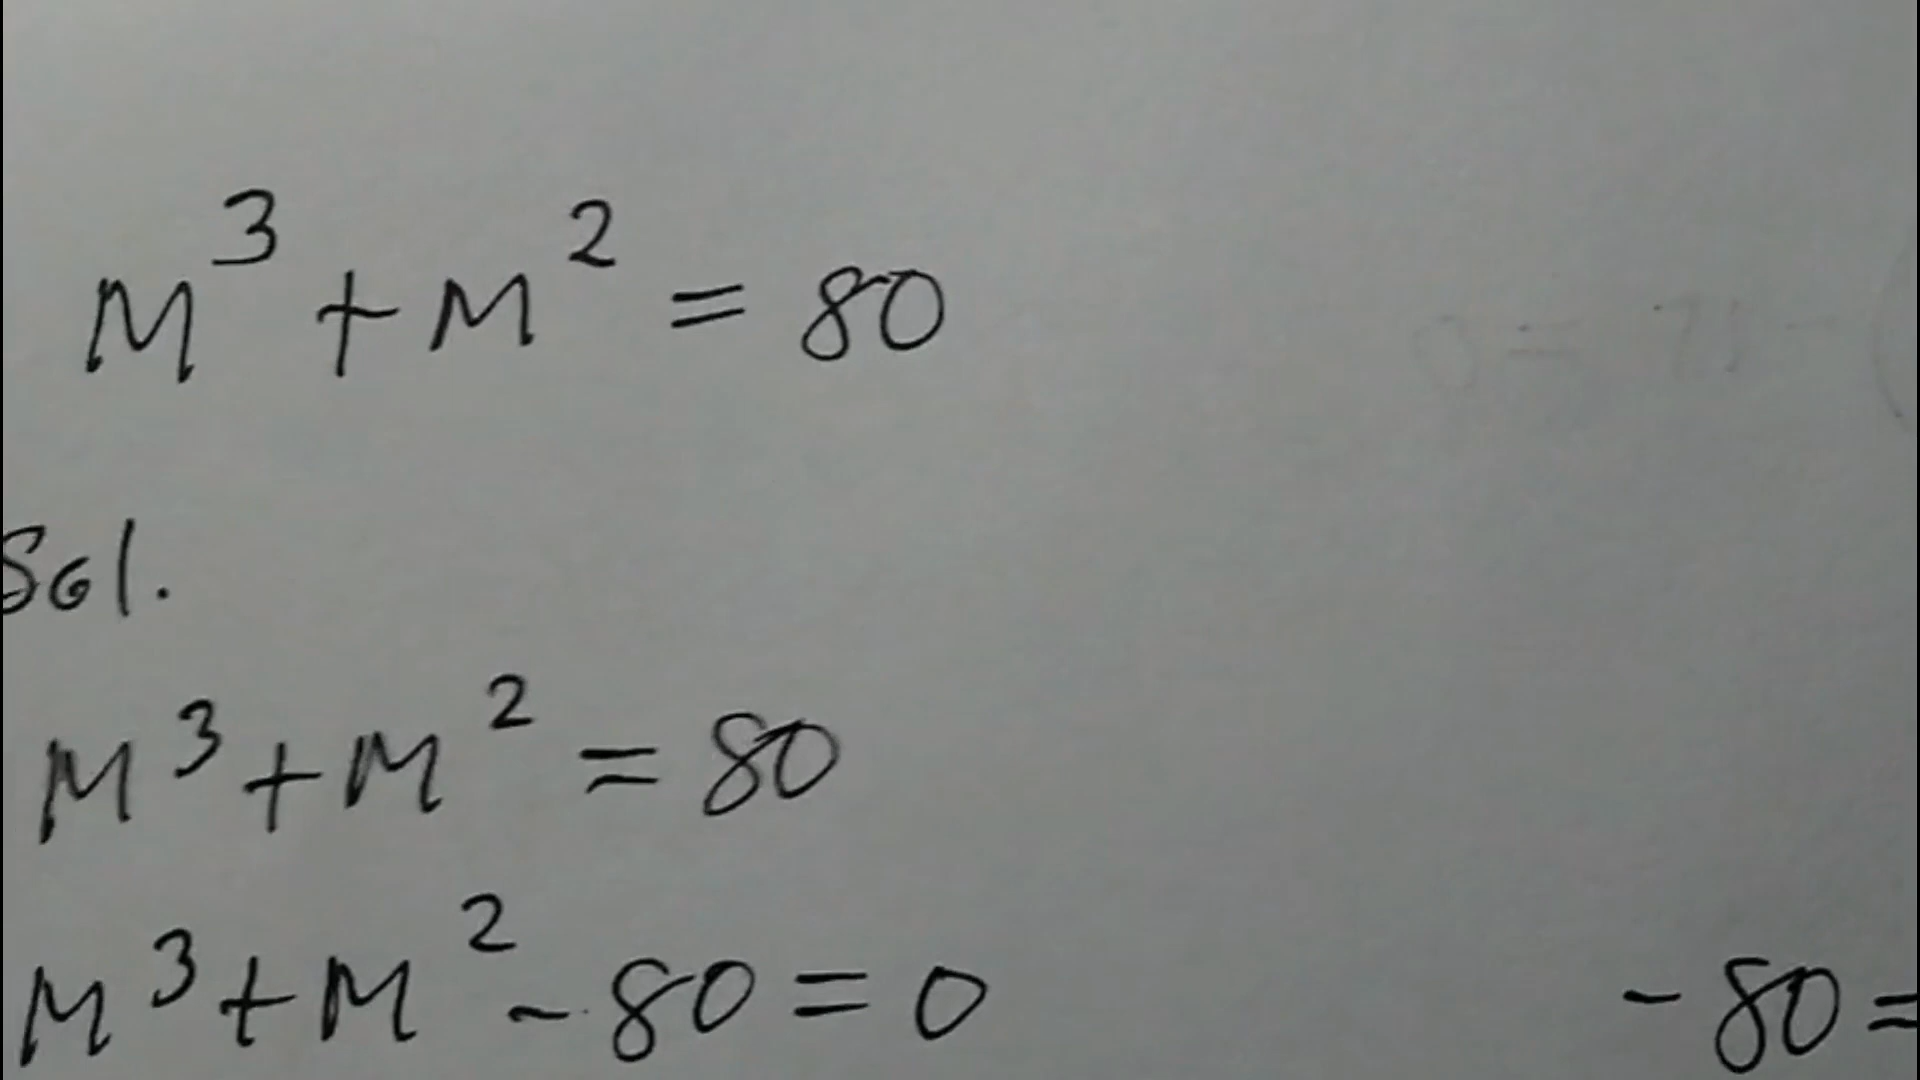 M³ + M² = 80
Sol.
M³ + M² = 80
M³ + M² - 80 = 0
- 80 =